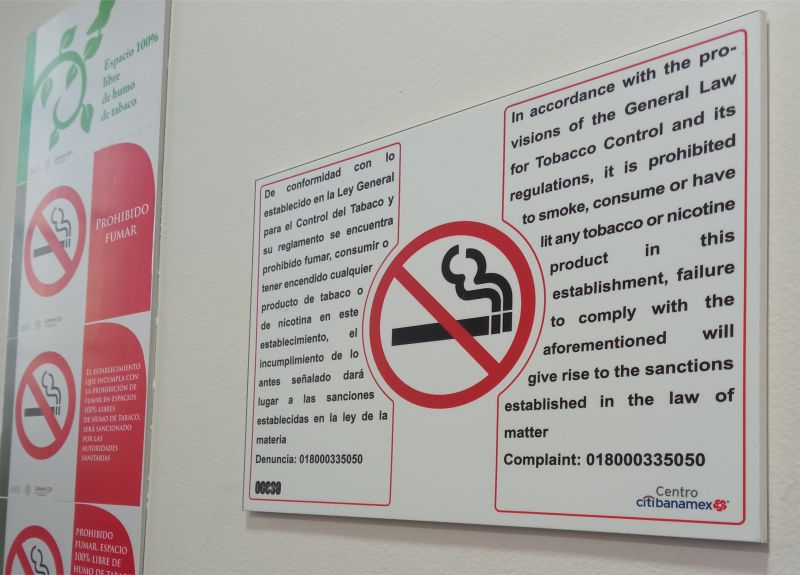 Espacio 100%
libre
de humo
de tabaco
PROHIBIDO
FUMAR
EL ESTABLECIMIENTO
QUE INCUMPLA CON
LA PROHIBICIÓN DE
FUMAR EN ESPACIOS
100% LIBRES
DE HUMO DE TABACO,
SERÁ SANCIONADO
POR LAS
AUTORIDADES
SANITARIAS
PROHIBIDO
FUMAR, ESPACIO
100% LIBRE DE
HUMO DE TABACO
De conformidad con lo
establecido en la Ley General
para el Control del Tabaco y
su reglamento se encuentra
prohibido fumar, consumir o
tener encendido cualquier
producto de tabaco o
de nicotina en este
establecimiento, el
incumplimiento de lo
antes señalado dará
lugar a las sanciones
establecidas en la ley de la
materia
Denuncia: 018000335050
In accordance with the pro-
visions of the General Law
for Tobacco Control and its
regulations, it is prohibited
to smoke, consume or have
lit any tobacco or nicotine
product in this
establishment, failure
to comply with the
aforementioned will
give rise to the sanctions
established in the law of
matter
Complaint: 018000335050
Centro
citibanamex